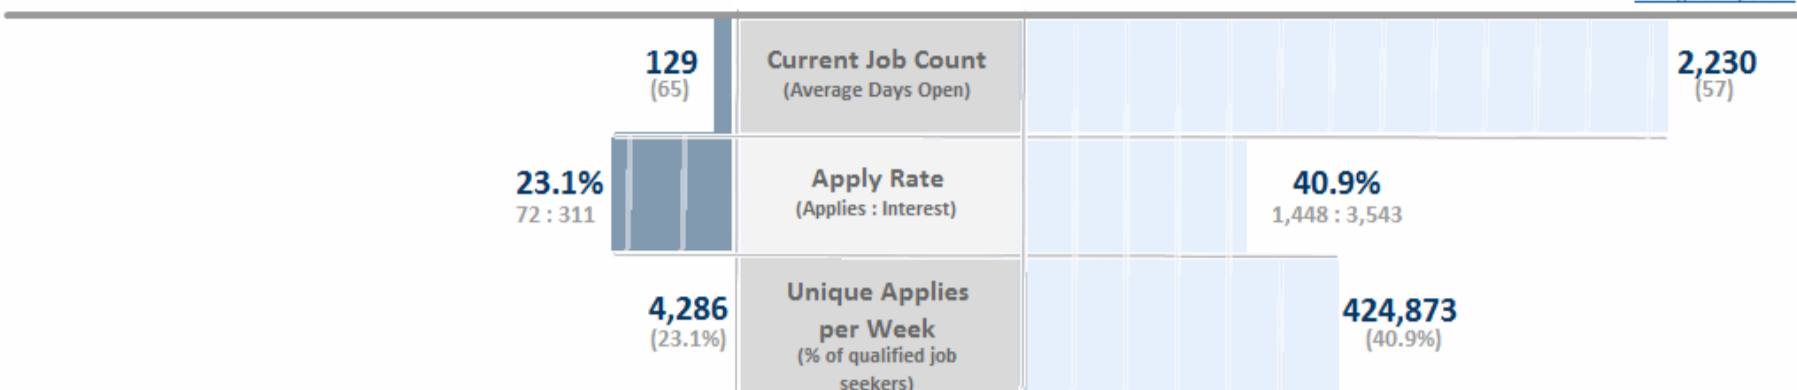 129
(65)
Current Job Count
(Average Days Open)
2,230
(57)
23.1%
72 : 311
Apply Rate
(Applies : Interest)
40.9%
1,448 : 3,543
4,286
(23.1%)
Unique Applies
per Week
(% of qualified job
seekers)
424,873
(40.9%)